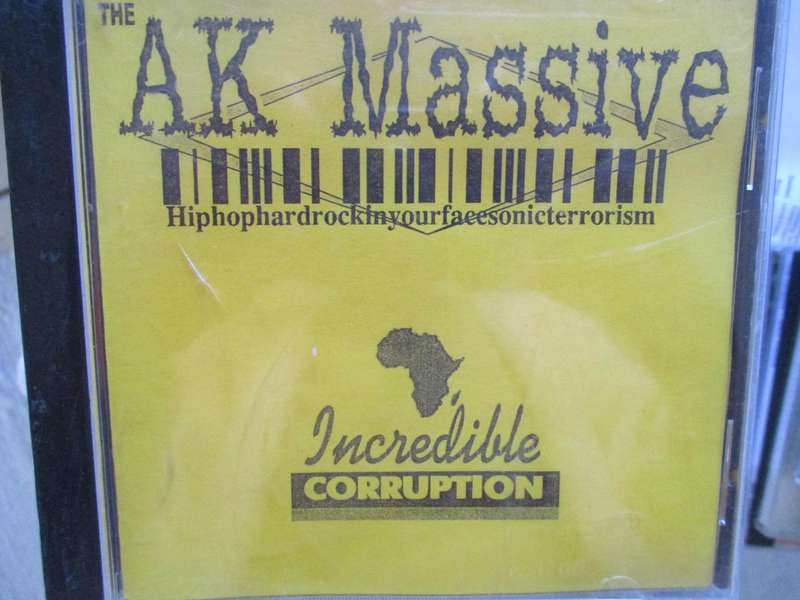 THE
AK Massive
Hiphophardrockinyourfacesonicterrorism
Incredible
CORRUPTION